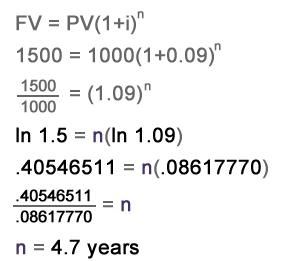 FV = PV(1+i)^n
1500 = 1000(1+0.09)^n
1500/1000 = (1.09)^n
ln 1.5 = n(ln 1.09)
.40546511 = n(.08617770)
.40546511/.08617770 = n
n = 4.7 years